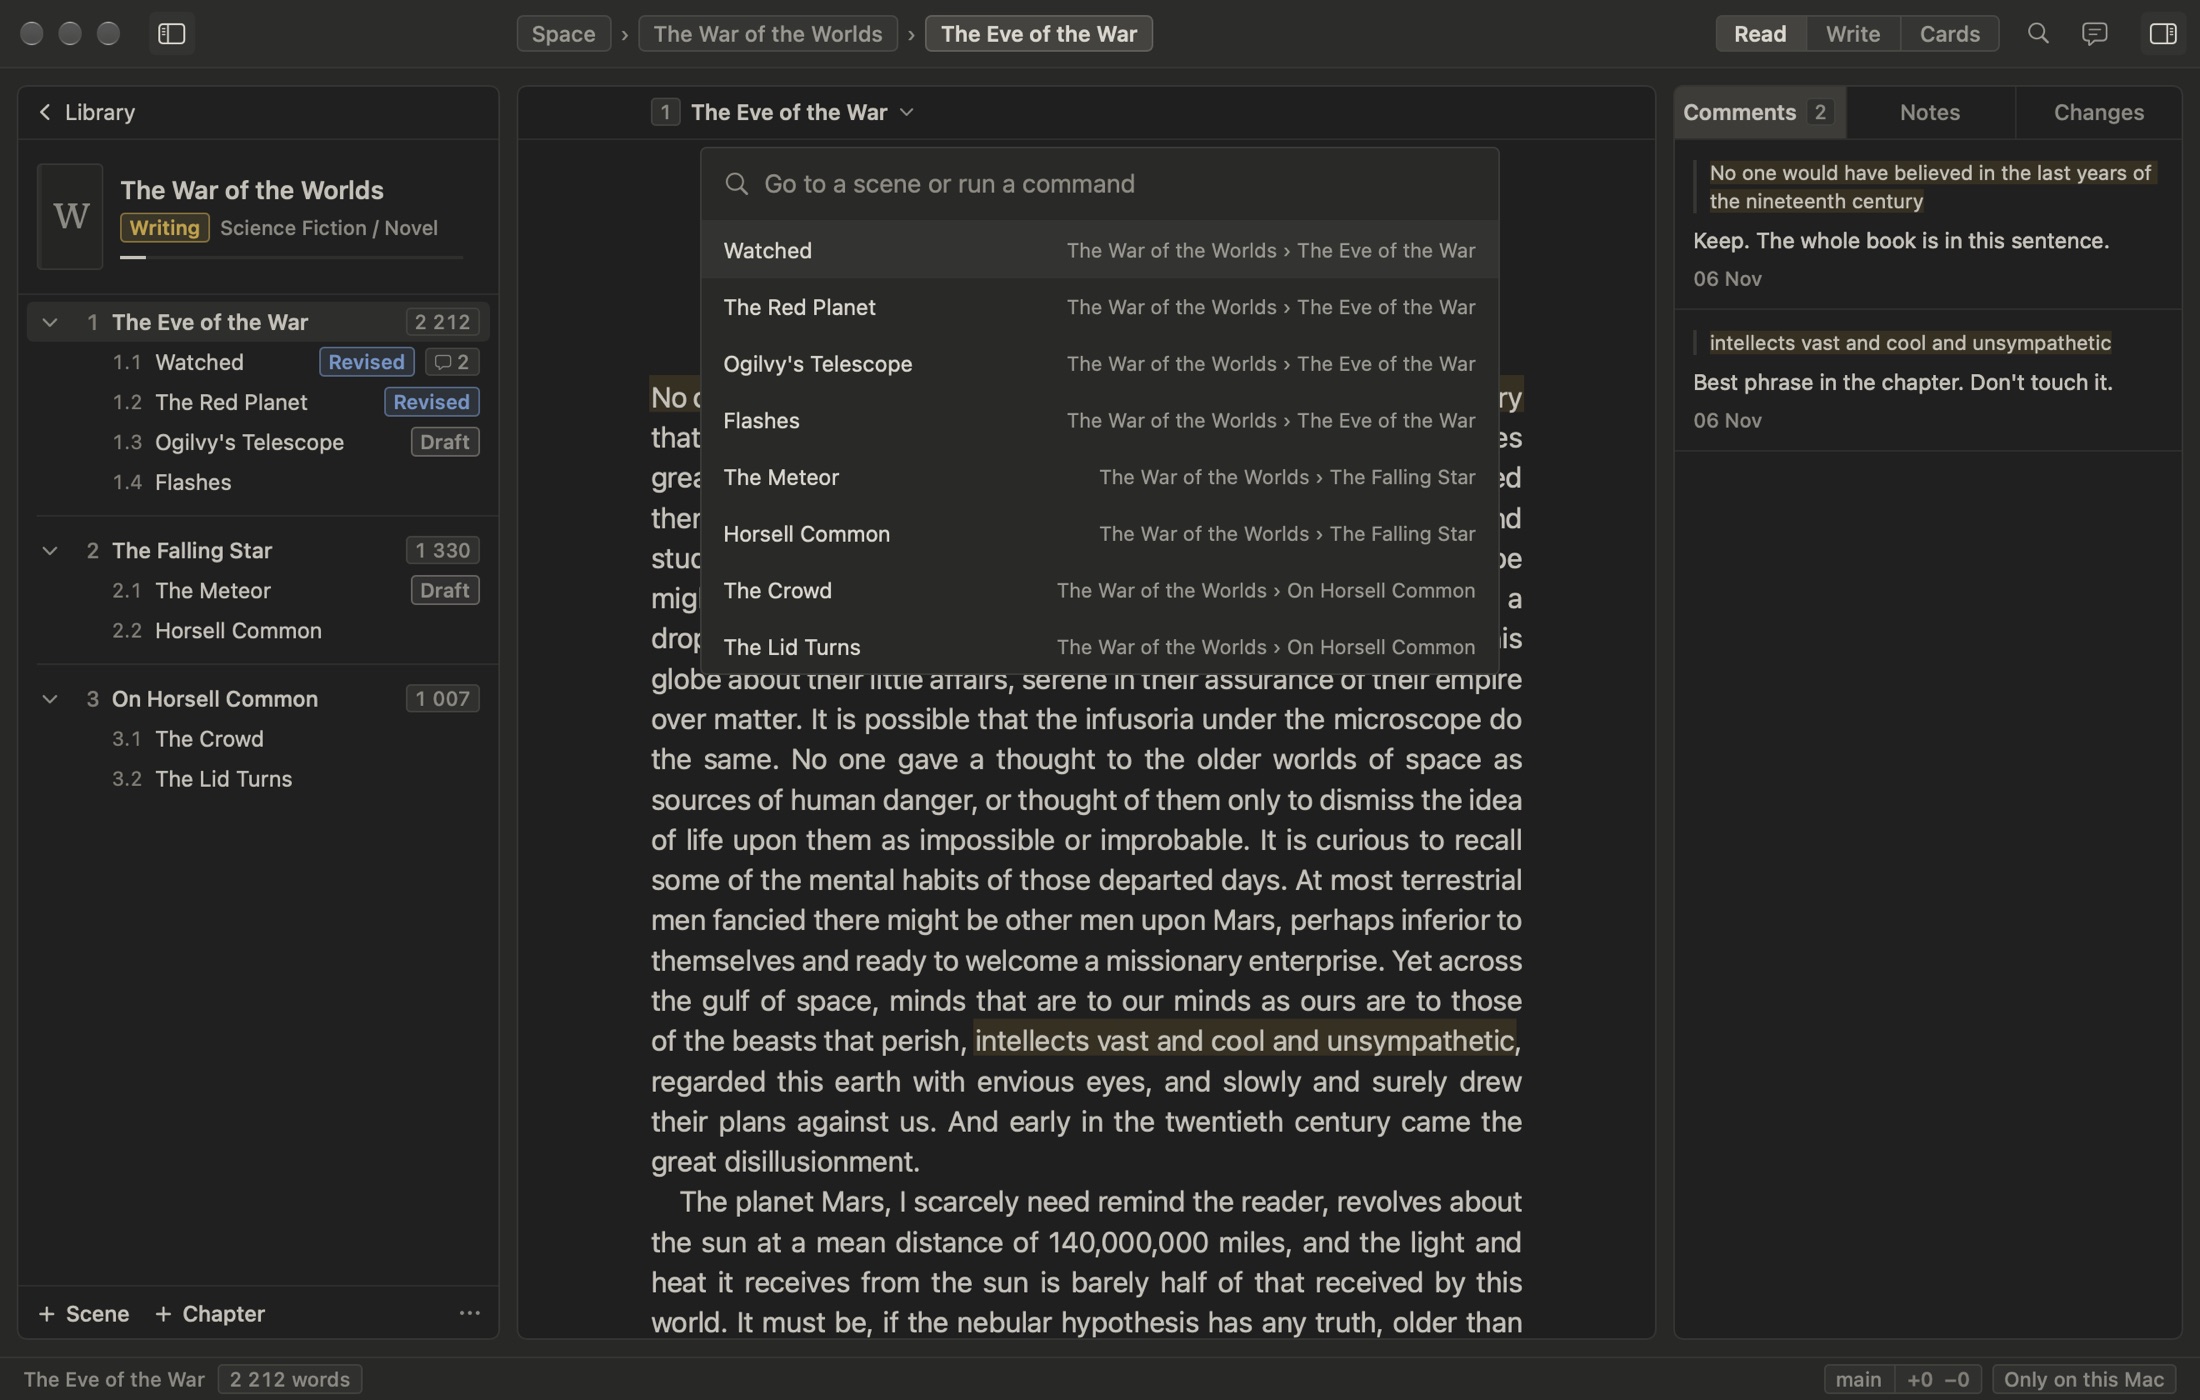 Space › The War of the Worlds › The Eve of the War
Read Write Cards
Library
W
The War of the Worlds
Writing Science Fiction / Novel
1 The Eve of the War 2 212
1.1 Watched Revised 2
1.2 The Red Planet Revised
1.3 Ogilvy's Telescope Draft
1.4 Flashes
2 The Falling Star 1 330
2.1 The Meteor Draft
2.2 Horsell Common
3 On Horsell Common 1 007
3.1 The Crowd
3.2 The Lid Turns
+ Scene + Chapter ...
1 The Eve of the War
Go to a scene or run a command
Watched The War of the Worlds › The Eve of the War
The Red Planet The War of the Worlds › The Eve of the War
Ogilvy's Telescope The War of the Worlds › The Eve of the War
Flashes The War of the Worlds › The Eve of the War
The Meteor The War of the Worlds › The Falling Star
Horsell Common The War of the Worlds › The Falling Star
The Crowd The War of the Worlds › On Horsell Common
The Lid Turns The War of the Worlds › On Horsell Common
No
that
globe about their little affairs, serene in their assurance of their empire
over matter. It is possible that the infusoria under the microscope do
the same. No one gave a thought to the older worlds of space as
sources of human danger, or thought of them only to dismiss the idea
of life upon them as impossible or improbable. It is curious to recall
some of the mental habits of those departed days. At most terrestrial
men fancied there might be other men upon Mars, perhaps inferior to
themselves and ready to welcome a missionary enterprise. Yet across
the gulf of space, minds that are to our minds as ours are to those
of the beasts that perish, intellects vast and cool and unsympathetic,
regarded this earth with envious eyes, and slowly and surely drew
their plans against us. And early in the twentieth century came the
great disillusionment.
The planet Mars, I scarcely need remind the reader, revolves about
the sun at a mean distance of 140,000,000 miles, and the light and
heat it receives from the sun is barely half of that received by this
world. It must be, if the nebular hypothesis has any truth, older than
Comments 2 Notes Changes
No one would have believed in the last years of
the nineteenth century
Keep. The whole book is in this sentence.
06 Nov
intellects vast and cool and unsympathetic
Best phrase in the chapter. Don't touch it.
06 Nov
The Eve of the War 2 212 words
main +0 −0 Only on this Mac